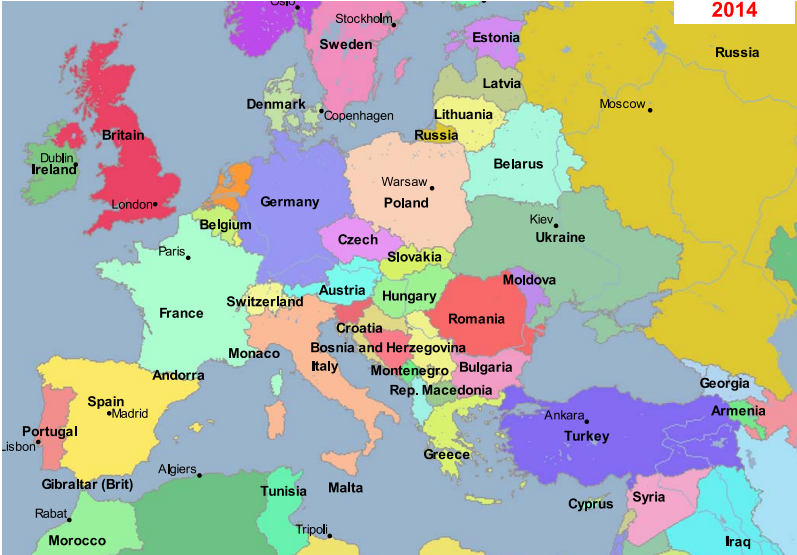 2014
Oslo
Stockholm
Sweden
Estonia
Russia
Latvia
Denmark
Moscow
Copenhagen
Lithuania
Britain
Russia
Dublin
Ireland
Belarus
Warsaw
Germany
Poland
London
Kiev
Belgium
Ukraine
Czech
Paris
Slovakia
Moldova
Austria
Switzerland
Hungary
France
Romania
Croatia
Bosnia and Herzegovina
Monaco
Italy
Bulgaria
Montenegro
Andorra
Georgia
Rep. Macedonia
Spain
Madrid
Armenia
Ankara
Portugal
Turkey
Lisbon
Greece
Algiers
Gibraltar (Brit)
Tunisia
Malta
Syria
Cyprus
Rabat
Tripoli
Morocco
Iraq